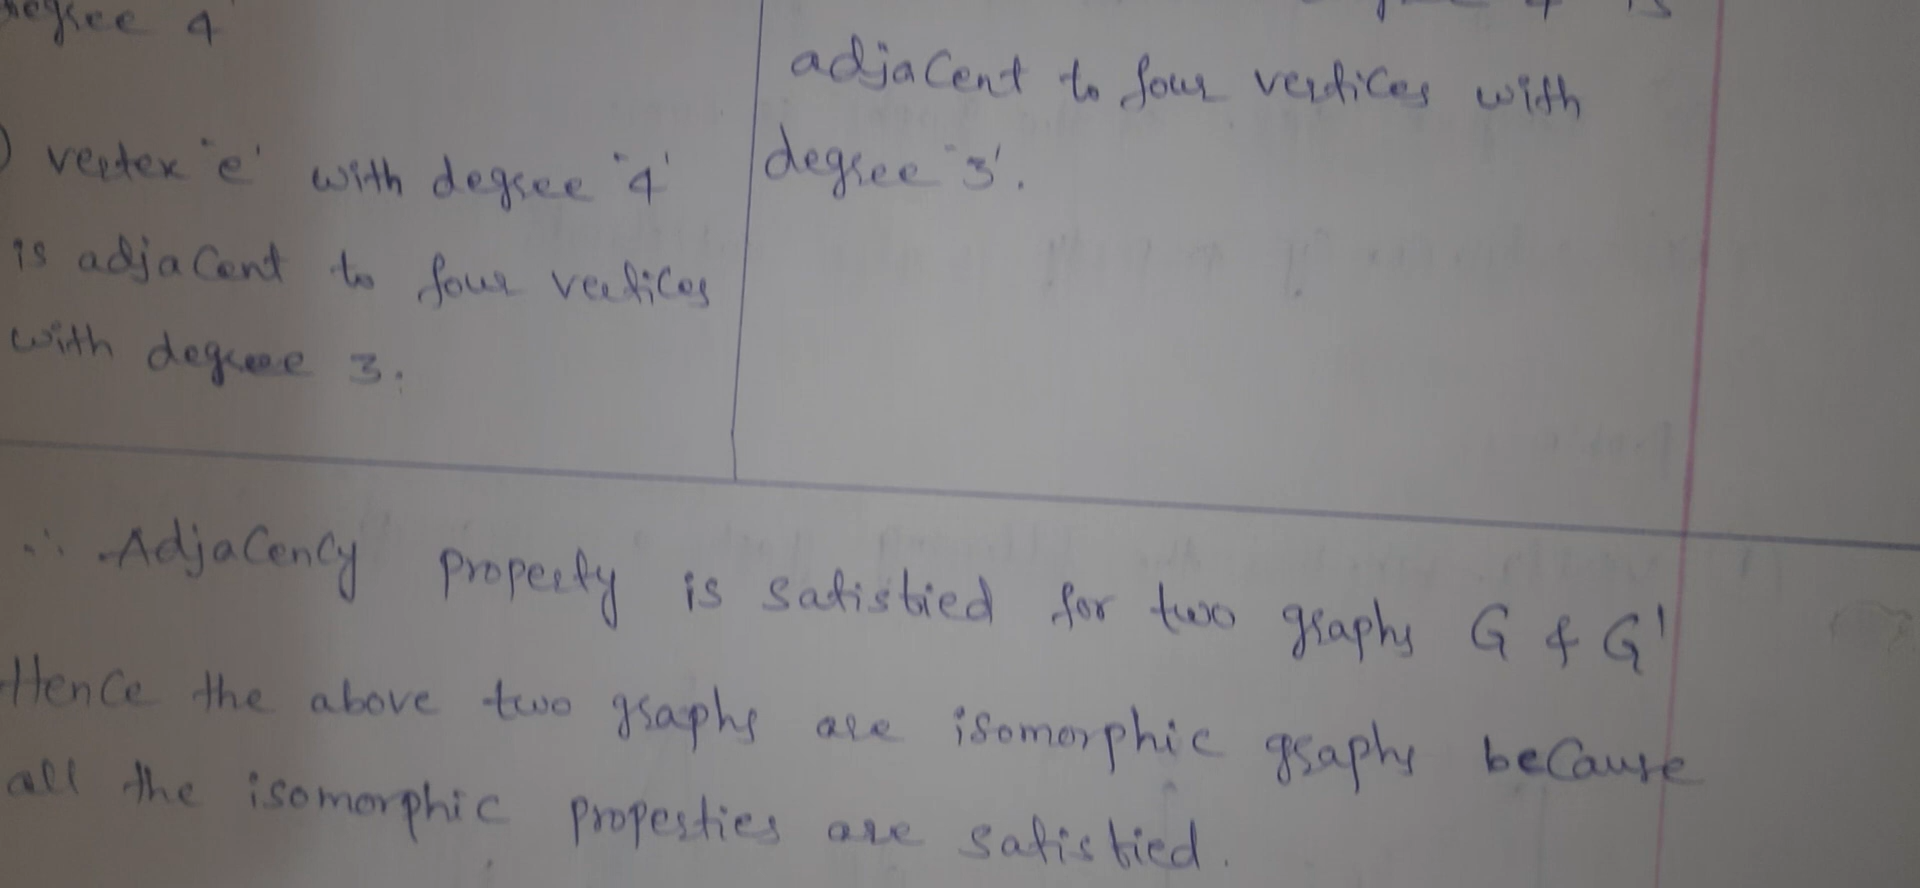 degree 4
vertex 'e' with degree '4'
is adjacent to four vertices
with degree 3.
4 is
adjacent to four vertices with
degree '3'.
∴ Adjacency property is satisfied for two graphs G & G'
Hence the above two graphs are isomorphic graphs because
all the isomorphic properties are satisfied.